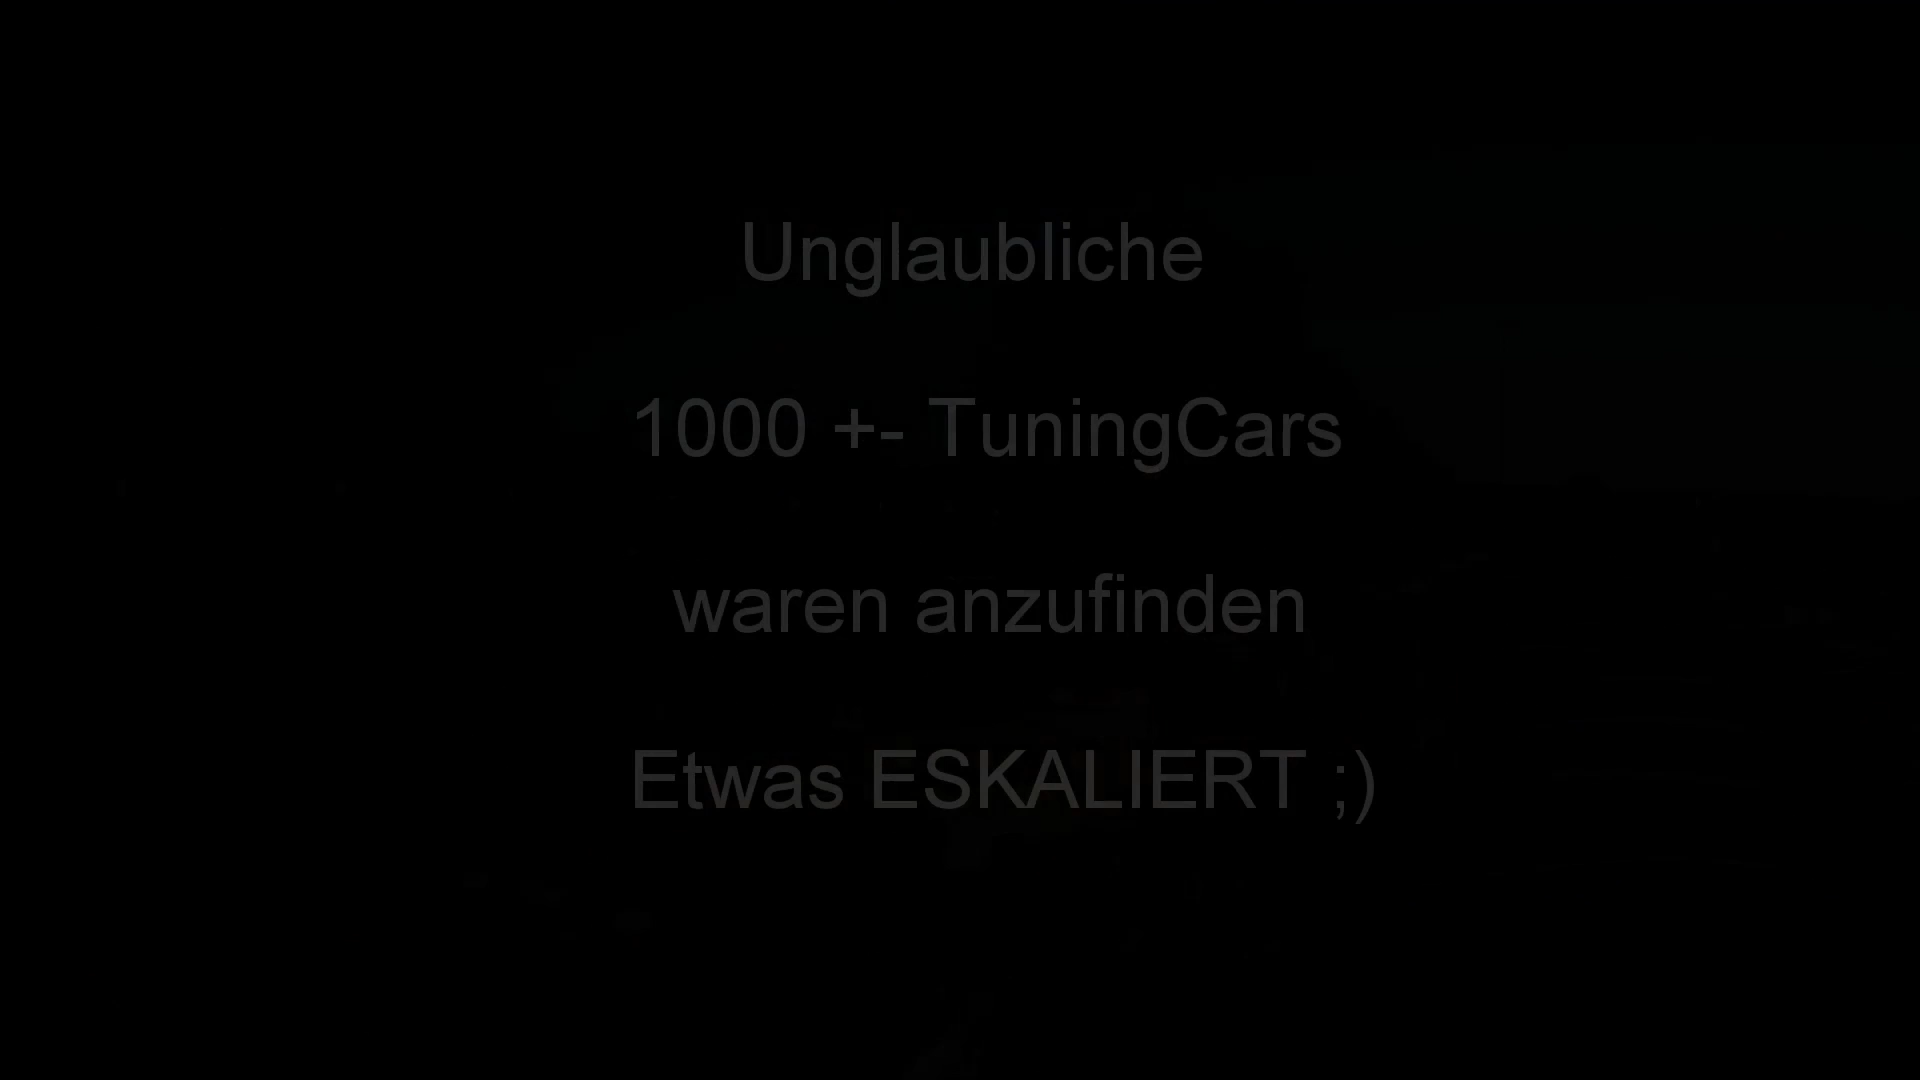 Unglaubliche
1000 +- TuningCars
waren anzufinden
Etwas ESKALIERT ;)